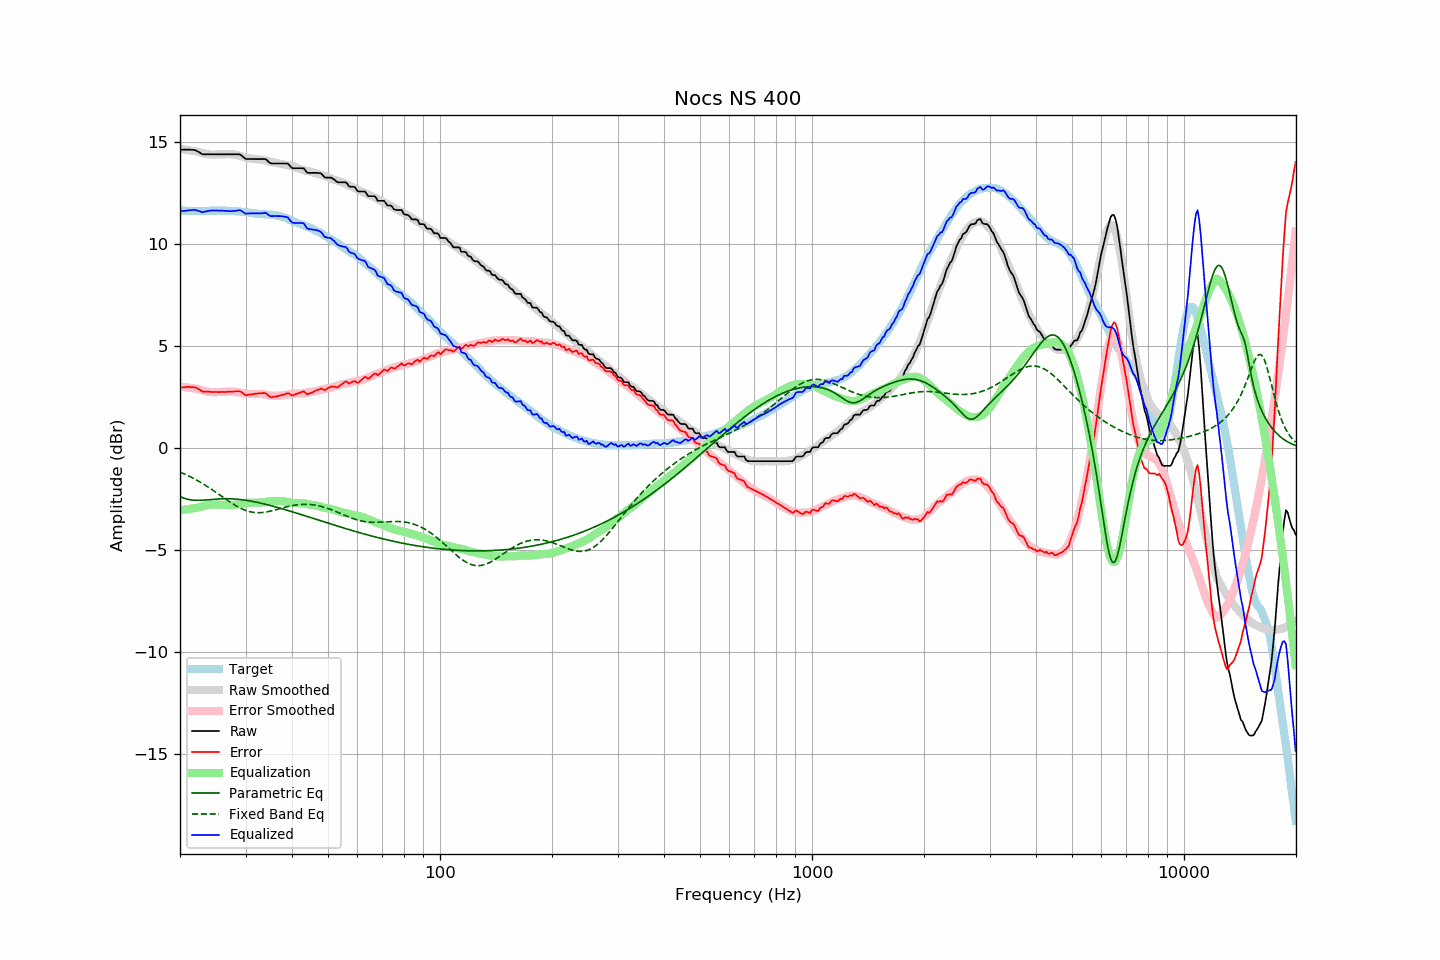 Nocs NS 400
Amplitude (dBr)
15
10
5
0
−5
−10
−15
Target
Raw Smoothed
Error Smoothed
Raw
Error
Equalization
Parametric Eq
Fixed Band Eq
Equalized
100
1000
10000
Frequency (Hz)